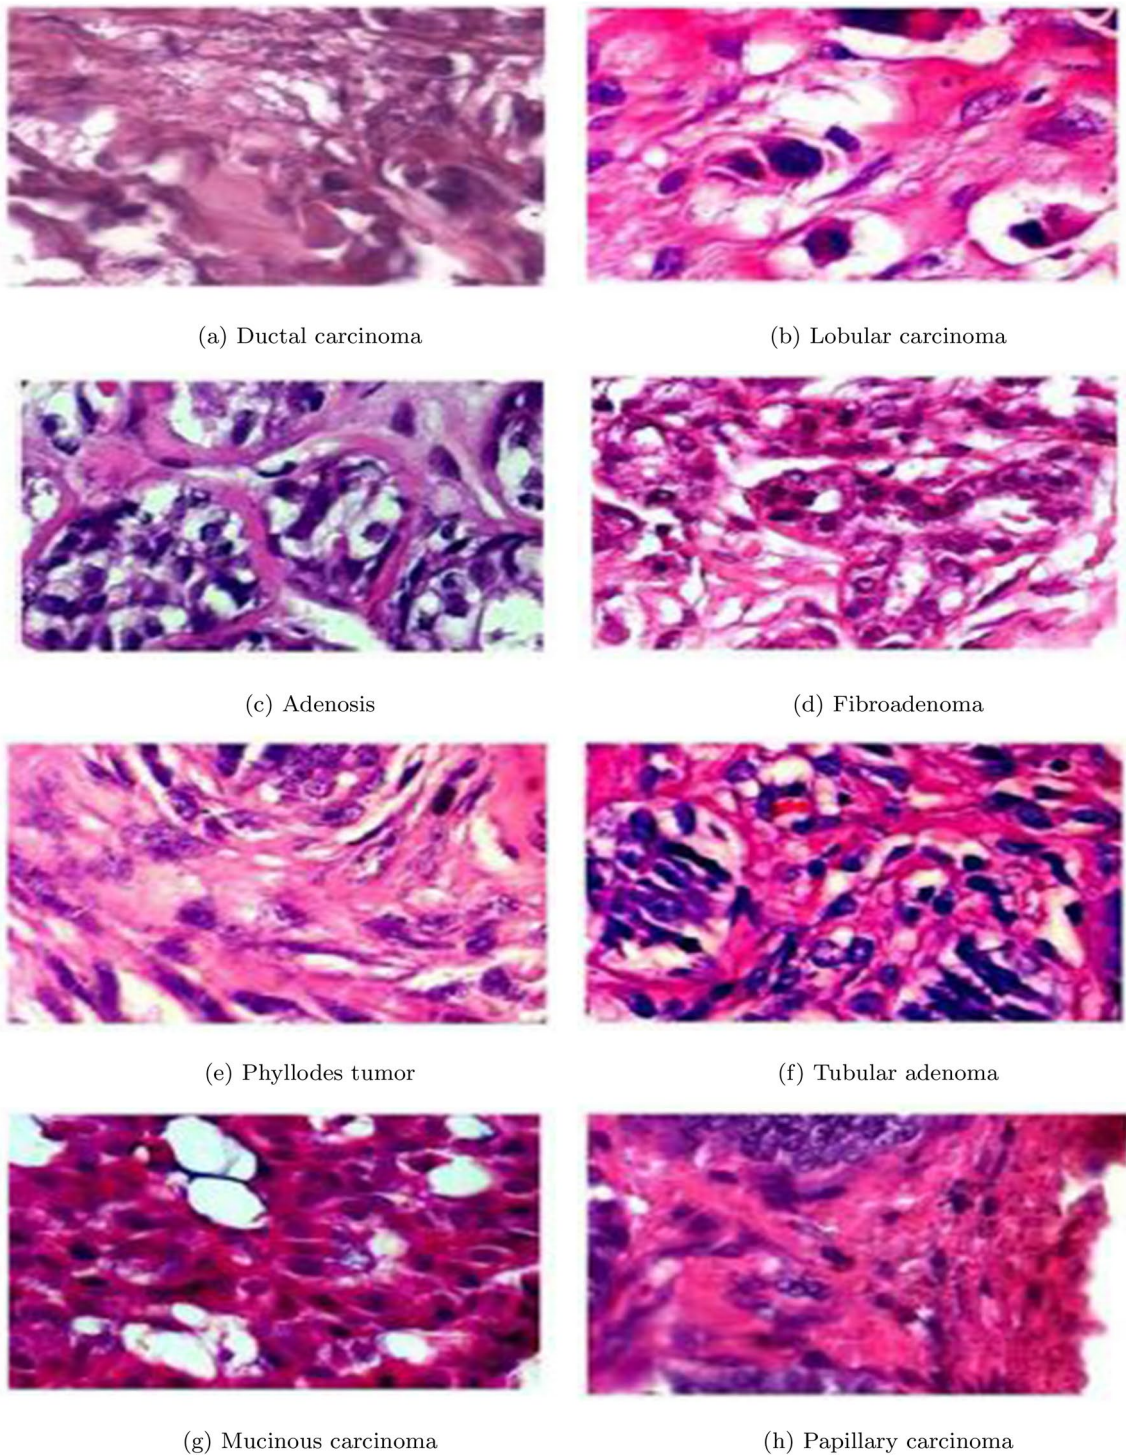 (a) Ductal carcinoma
(b) Lobular carcinoma
(c) Adenosis
(d) Fibroadenoma
(e) Phyllodes tumor
(f) Tubular adenoma
(g) Mucinous carcinoma
(h) Papillary carcinoma